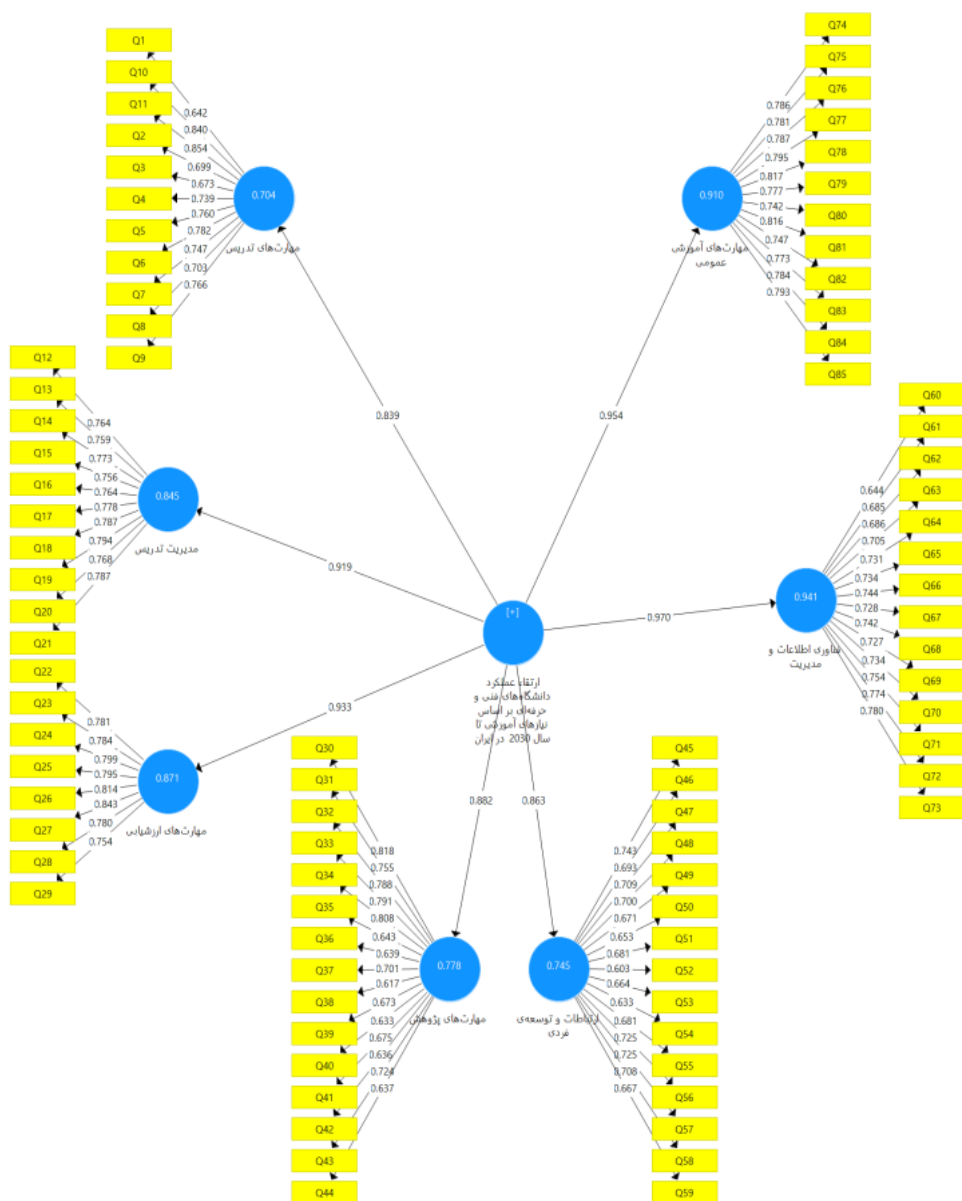 Q1
Q10
Q11
Q2
Q3
Q4
Q5
Q6
Q7
Q8
Q9
0.642
0.840
0.854
0.699
0.673
0.739
0.760
0.782
0.747
0.703
0.766
0.704
مهارت‌های تدریس
Q74
Q75
Q76
Q77
Q78
Q79
Q80
Q81
Q82
Q83
Q84
Q85
0.786
0.781
0.787
0.795
0.817
0.777
0.742
0.816
0.747
0.773
0.784
0.793
0.910
مهارت‌های آموزشی
عمومی
0.839
0.954
Q12
Q13
Q14
Q15
Q16
Q17
Q18
Q19
Q20
Q21
0.764
0.759
0.773
0.756
0.764
0.778
0.787
0.794
0.768
0.787
0.845
مدیریت تدریس
0.919
Q60
Q61
Q62
Q63
Q64
Q65
Q66
Q67
Q68
Q69
Q70
Q71
Q72
Q73
0.644
0.685
0.686
0.705
0.731
0.734
0.744
0.728
0.742
0.727
0.734
0.754
0.774
0.780
0.941
فناوری اطلاعات و
مدیریت
0.970
[+]
ارتقاء عملکرد
دانشگاه‌های فنی و
حرفه‌ای بر اساس
نیازهای آموزشی تا
سال 2030 در ایران
0.933
Q22
Q23
Q24
Q25
Q26
Q27
Q28
Q29
0.781
0.784
0.799
0.795
0.814
0.843
0.780
0.754
0.871
مهارت‌های ارزشیابی
0.882
0.863
Q30
Q31
Q32
Q33
Q34
Q35
Q36
Q37
Q38
Q39
Q40
Q41
Q42
Q43
Q44
0.818
0.755
0.788
0.791
0.808
0.643
0.639
0.701
0.617
0.673
0.633
0.675
0.636
0.724
0.637
0.778
مهارت‌های پژوهش
Q45
Q46
Q47
Q48
Q49
Q50
Q51
Q52
Q53
Q54
Q55
Q56
Q57
Q58
Q59
0.743
0.693
0.709
0.700
0.671
0.653
0.681
0.603
0.664
0.633
0.681
0.725
0.725
0.708
0.667
0.745
ارتباطات و توسعه‌ی
فردی